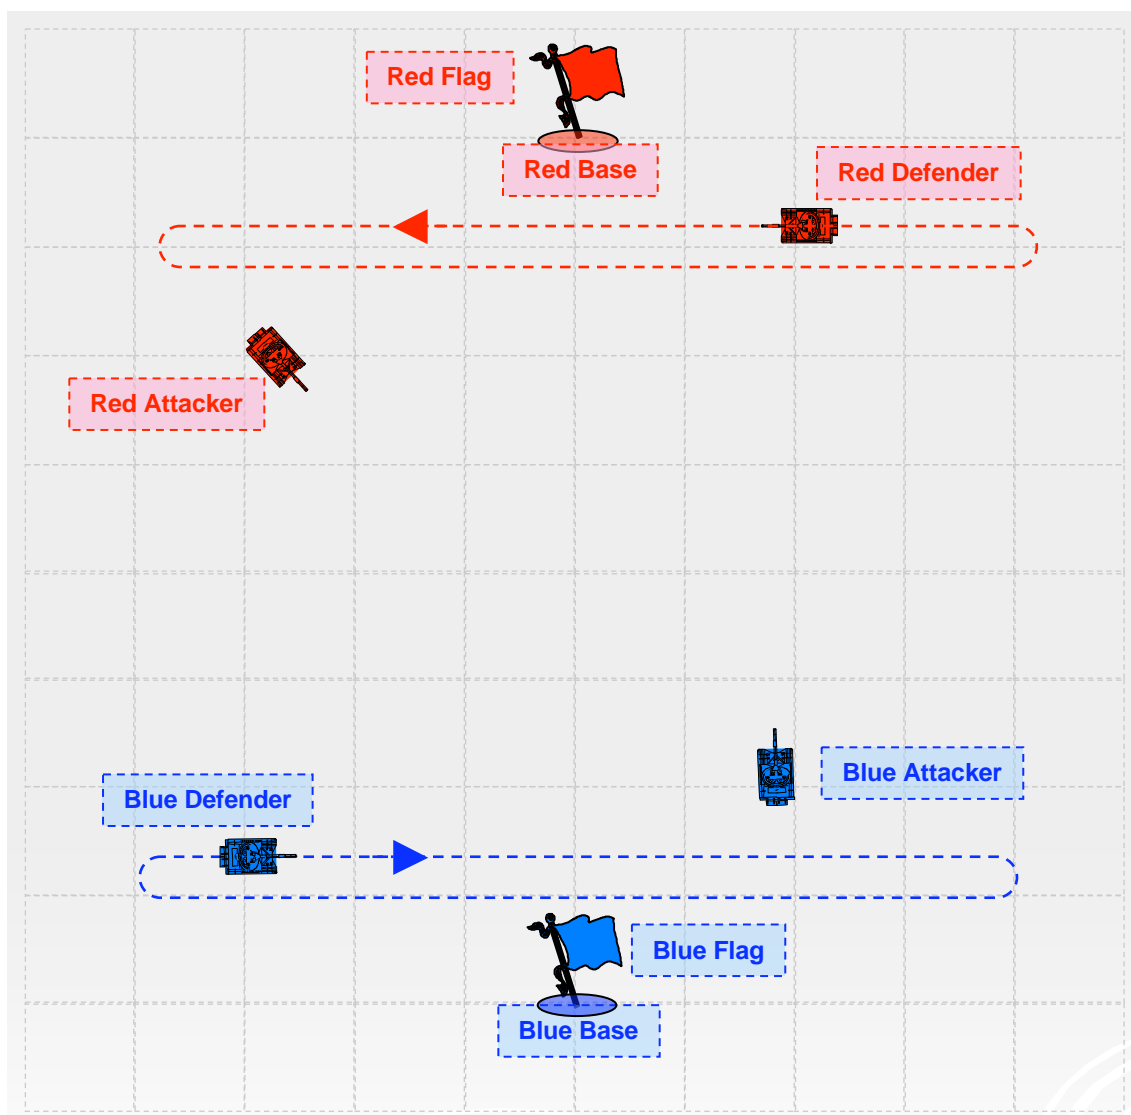 Red Flag
Red Base
Red Defender
Red Attacker
Blue Attacker
Blue Defender
Blue Flag
Blue Base